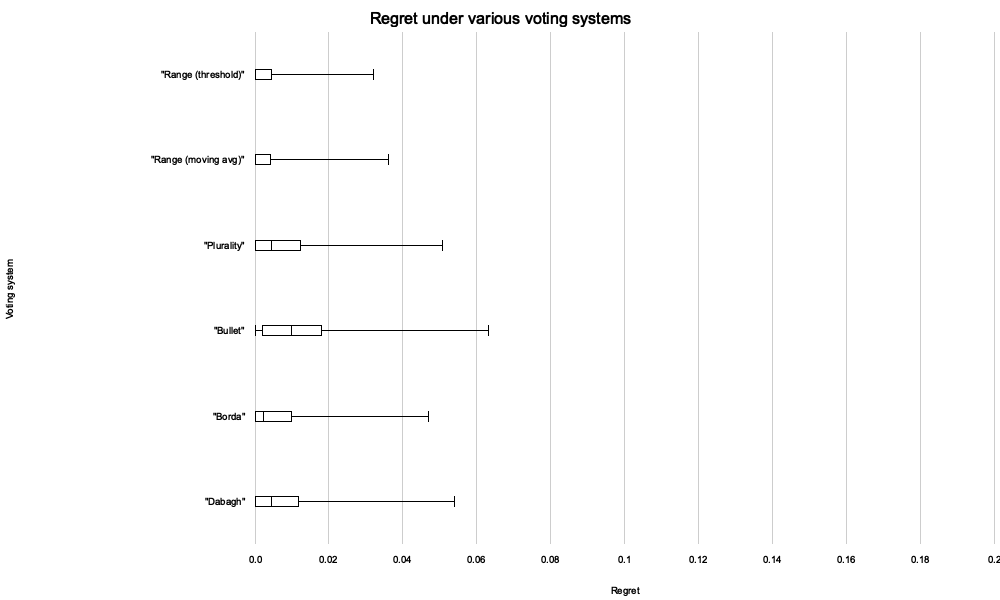 Regret under various voting systems
"Range (threshold)"
"Range (moving avg)"
"Plurality"
Voting system
"Bullet"
"Borda"
"Dabagh"
0.0 0.02 0.04 0.06 0.08 0.1 0.12 0.14 0.16 0.18 0.2
Regret